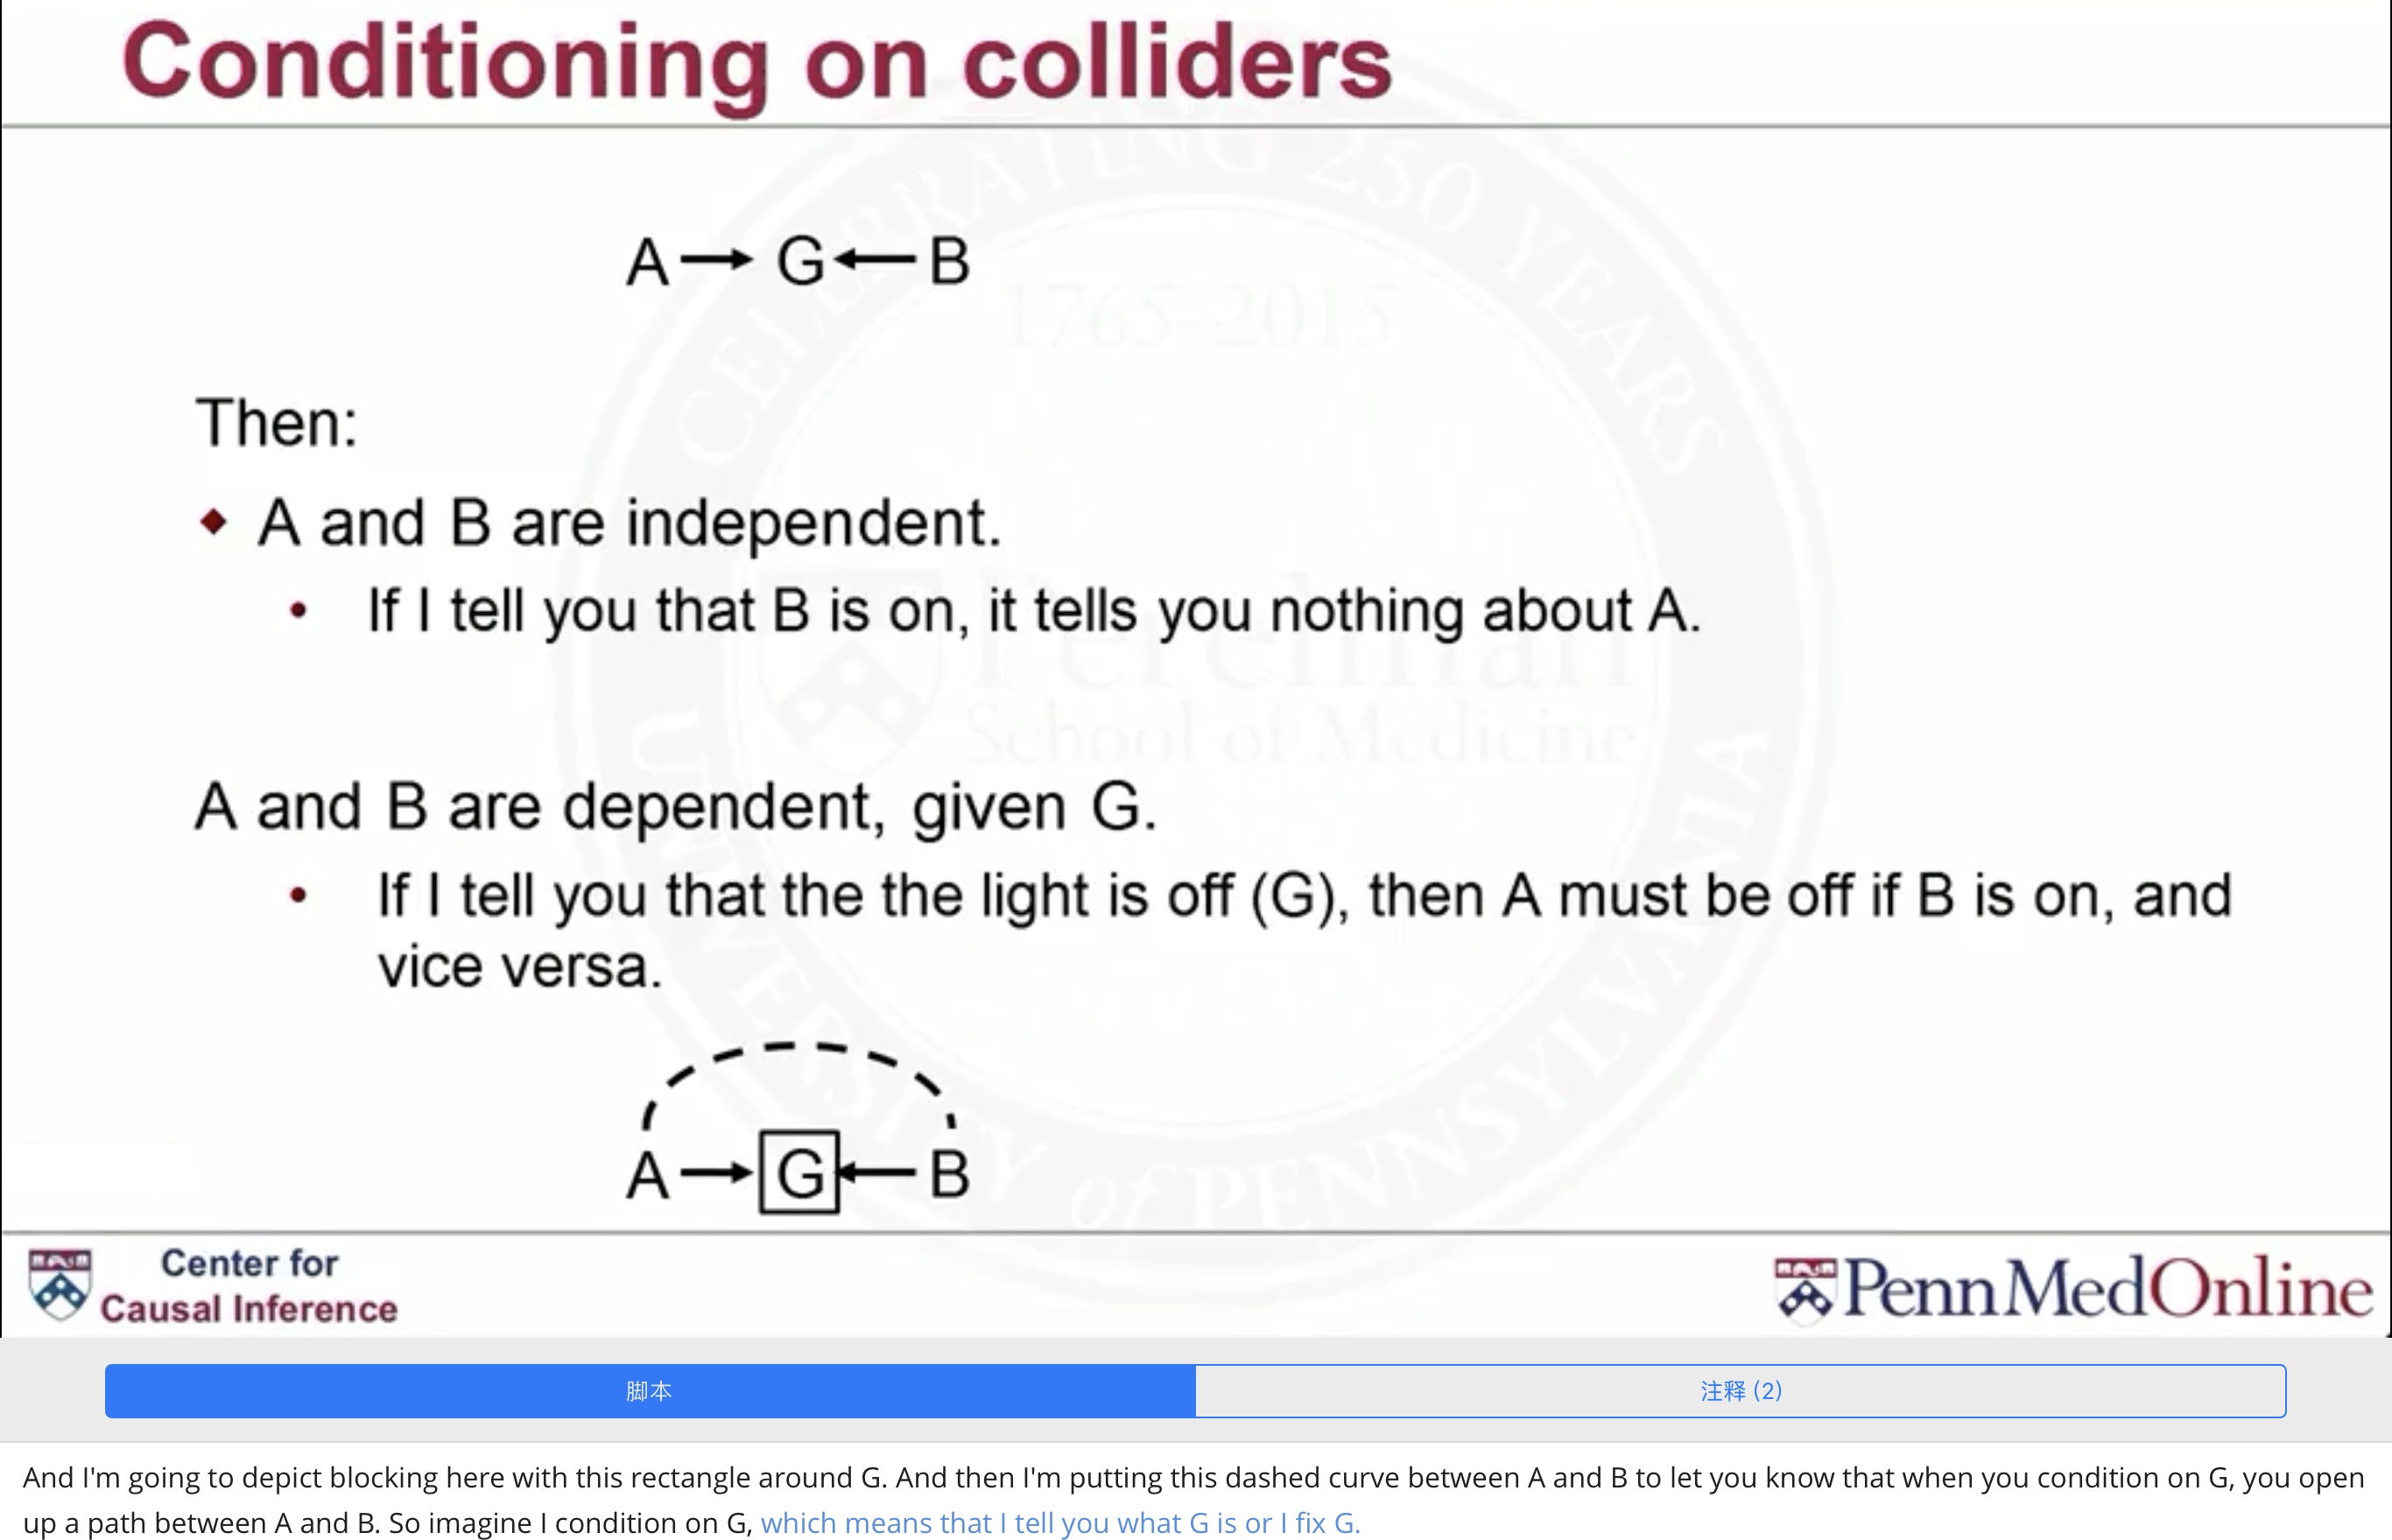 Conditioning on colliders
CELEBRATING 250 YEARS
1765–2015
A → G ← B
Then:
◆ A and B are independent.
• If I tell you that B is on, it tells you nothing about A.
Perelman
School of Medicine
UNIVERSITY of PENNSYLVANIA
A and B are dependent, given G.
• If I tell you that the the light is off (G), then A must be off if B is on, and
vice versa.
A → G ← B
Center for
Causal Inference
PennMedOnline
脚本
注释 (2)
And I'm going to depict blocking here with this rectangle around G. And then I'm putting this dashed curve between A and B to let you know that when you condition on G, you open
up a path between A and B. So imagine I condition on G, which means that I tell you what G is or I fix G.